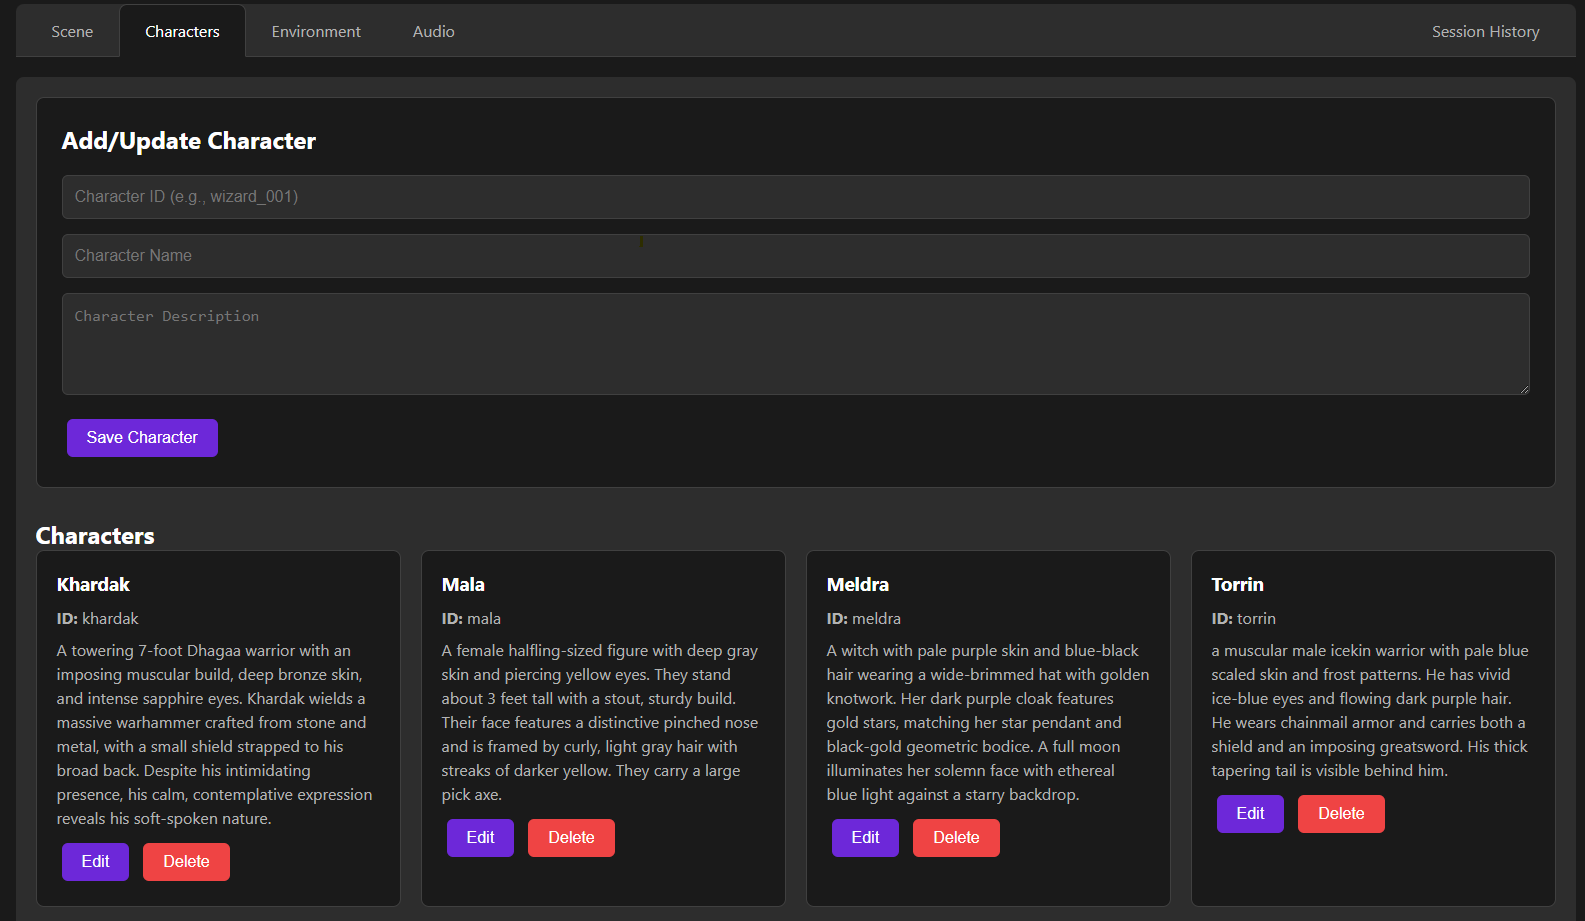 Scene
Characters
Environment
Audio
Session History
Add/Update Character
Character ID (e.g., wizard_001)
Character Name
Character Description
Save Character
Characters
Khardak
ID: khardak
A towering 7-foot Dhagaa warrior with an
imposing muscular build, deep bronze skin,
and intense sapphire eyes. Khardak wields a
massive warhammer crafted from stone and
metal, with a small shield strapped to his
broad back. Despite his intimidating
presence, his calm, contemplative expression
reveals his soft-spoken nature.
Edit
Delete
Mala
ID: mala
A female halfling-sized figure with deep gray
skin and piercing yellow eyes. They stand
about 3 feet tall with a stout, sturdy build.
Their face features a distinctive pinched nose
and is framed by curly, light gray hair with
streaks of darker yellow. They carry a large
pick axe.
Edit
Delete
Meldra
ID: meldra
A witch with pale purple skin and blue-black
hair wearing a wide-brimmed hat with golden
knotwork. Her dark purple cloak features
gold stars, matching her star pendant and
black-gold geometric bodice. A full moon
illuminates her solemn face with ethereal
blue light against a starry backdrop.
Edit
Delete
Torrin
ID: torrin
a muscular male icekin warrior with pale blue
scaled skin and frost patterns. He has vivid
ice-blue eyes and flowing dark purple hair.
He wears chainmail armor and carries both a
shield and an imposing greatsword. His thick
tapering tail is visible behind him.
Edit
Delete